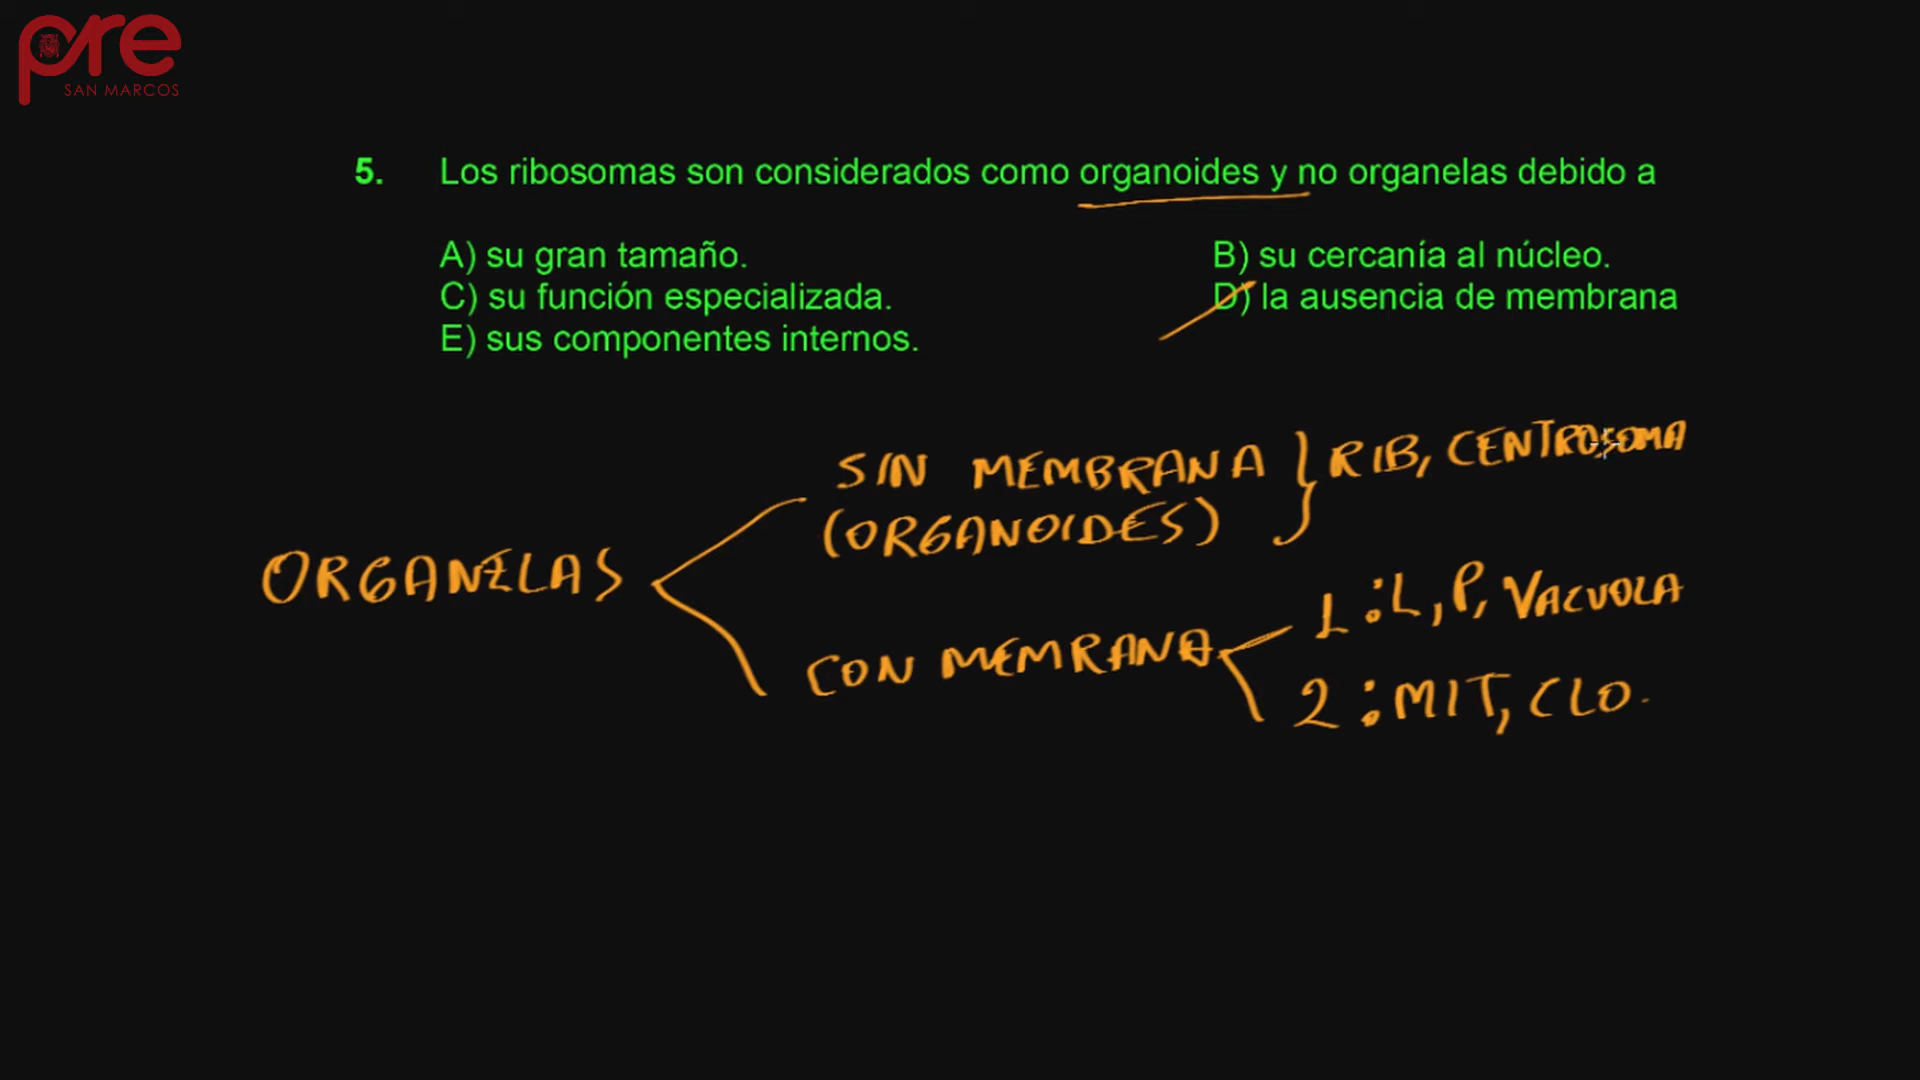 pre
SAN MARCOS
5. Los ribosomas son considerados como organoides y no organelas debido a
A) su gran tamaño. B) su cercanía al núcleo.
C) su función especializada. D) la ausencia de membrana
E) sus componentes internos.
SIN MEMBRANA } RIB, CENTROSOMA
(ORGANOIDES)
ORGANELAS
1 : L, P, VACUOLA
CON MEMRANA
2 : MIT, CLO.